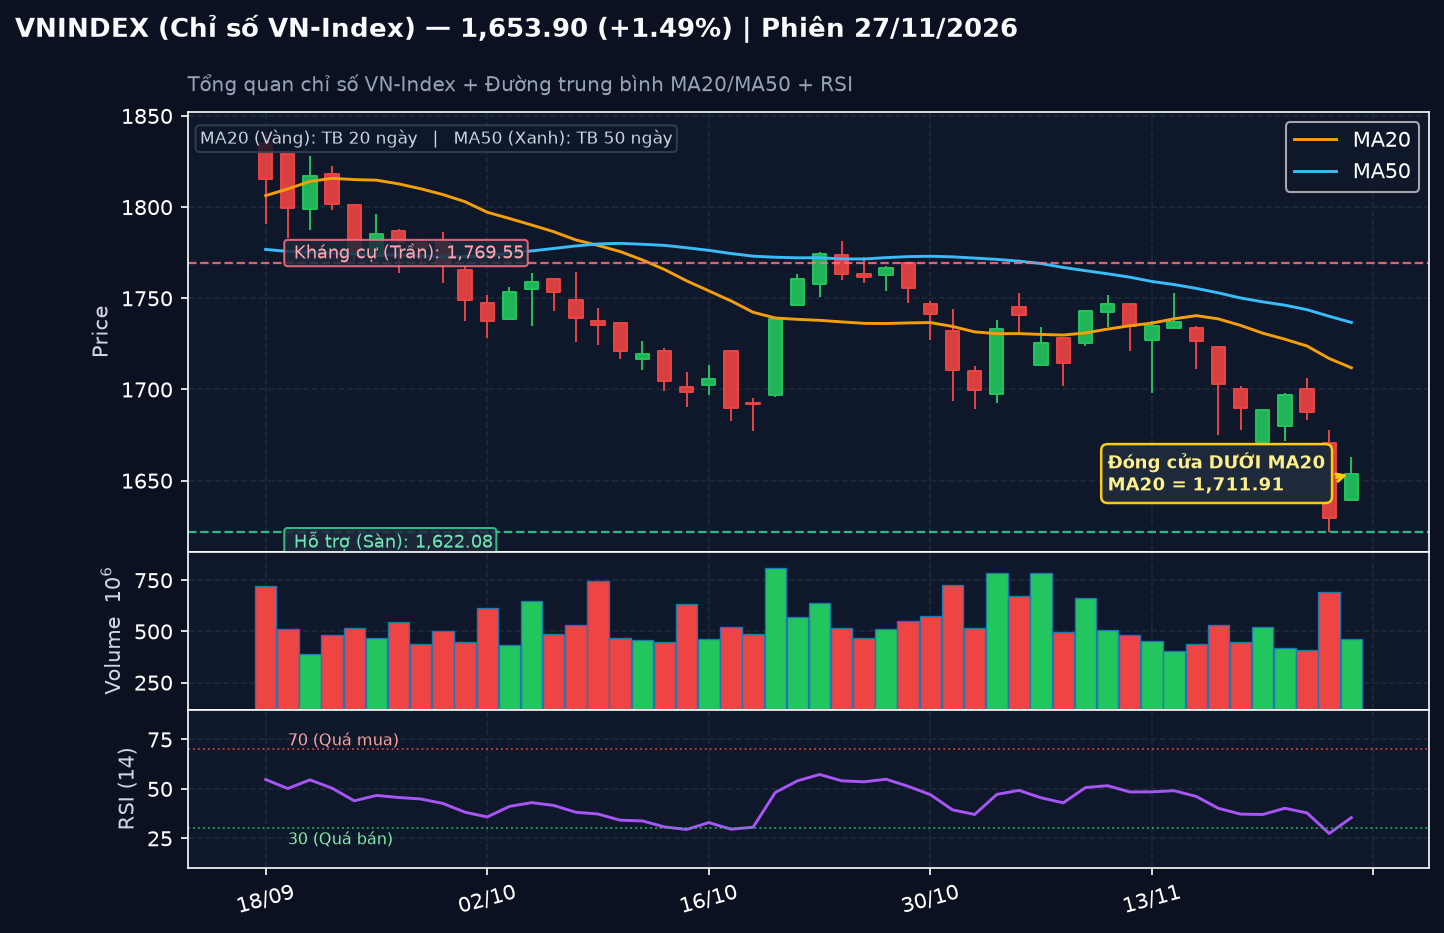 VNINDEX (Chỉ số VN-Index) — 1,653.90 (+1.49%) | Phiên 27/11/2026
Tổng quan chỉ số VN-Index + Đường trung bình MA20/MA50 + RSI
MA20 (Vàng): TB 20 ngày | MA50 (Xanh): TB 50 ngày
MA20
MA50
Price
1850
1800
1750
1700
1650
Kháng cự (Trần): 1,769.55
Đóng cửa DƯỚI MA20
MA20 = 1,711.91
Hỗ trợ (Sàn): 1,622.08
Volume 10⁶
750
500
250
RSI (14)
75
50
25
70 (Quá mua)
30 (Quá bán)
18/09
02/10
16/10
30/10
13/11